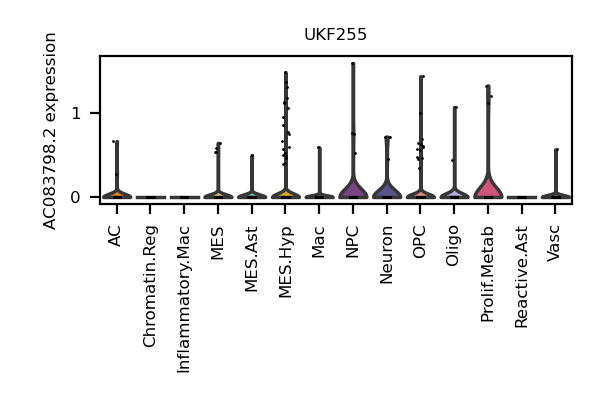 UKF255
AC083798.2 expression
1
0
AC
Chromatin.Reg
Inflammatory.Mac
MES
MES.Ast
MES.Hyp
Mac
NPC
Neuron
OPC
Oligo
Prolif.Metab
Reactive.Ast
Vasc